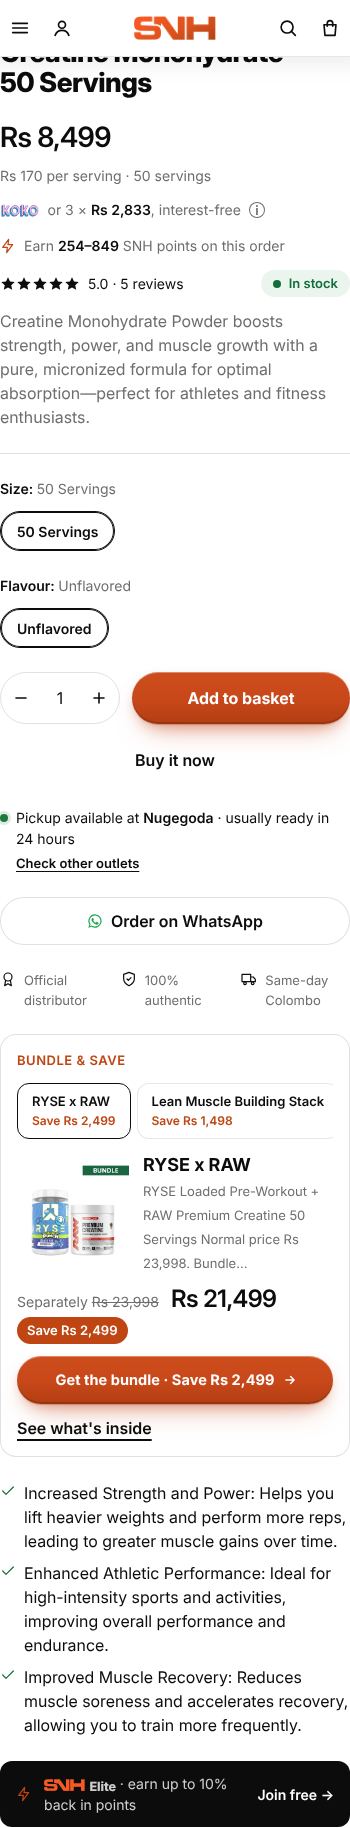 SNH
Creatine Monohydrate
50 Servings
Rs 8,499
Rs 170 per serving · 50 servings
KOKO or 3 × Rs 2,833, interest-free
Earn 254–849 SNH points on this order
5.0 · 5 reviews
In stock
Creatine Monohydrate Powder boosts
strength, power, and muscle growth with a
pure, micronized formula for optimal
absorption—perfect for athletes and fitness
enthusiasts.
Size: 50 Servings
50 Servings
Flavour: Unflavored
Unflavored
− 1 +
Add to basket
Buy it now
Pickup available at Nugegoda · usually ready in
24 hours
Check other outlets
Order on WhatsApp
Official
distributor
100%
authentic
Same-day
Colombo
BUNDLE & SAVE
RYSE x RAW
Save Rs 2,499
Lean Muscle Building Stack
Save Rs 1,498
BUNDLE
RYSE
RAW
PREMIUM
CREATINE
RYSE x RAW
RYSE Loaded Pre-Workout +
RAW Premium Creatine 50
Servings Normal price Rs
23,998. Bundle...
Separately Rs 23,998 Rs 21,499
Save Rs 2,499
Get the bundle · Save Rs 2,499 →
See what's inside
Increased Strength and Power: Helps you
lift heavier weights and perform more reps,
leading to greater muscle gains over time.
Enhanced Athletic Performance: Ideal for
high-intensity sports and activities,
improving overall performance and
endurance.
Improved Muscle Recovery: Reduces
muscle soreness and accelerates recovery,
allowing you to train more frequently.
SNH Elite · earn up to 10%
back in points
Join free →